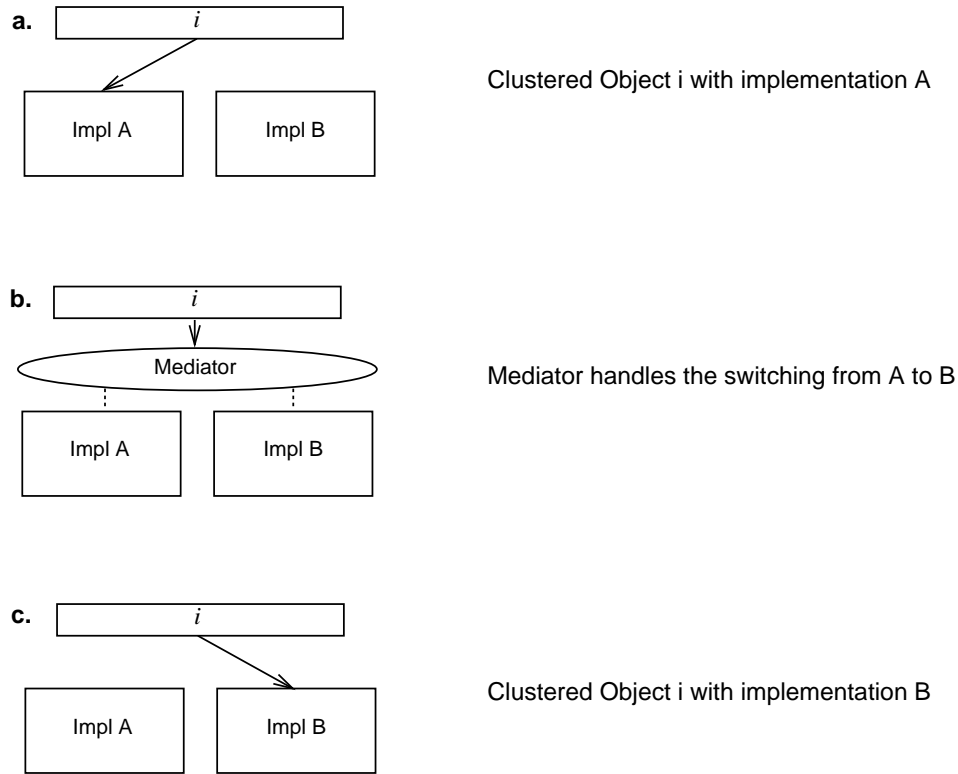 a.
i
Impl A
Impl B
Clustered Object i with implementation A
b.
i
Mediator
Impl A
Impl B
Mediator handles the switching from A to B
c.
i
Impl A
Impl B
Clustered Object i with implementation B